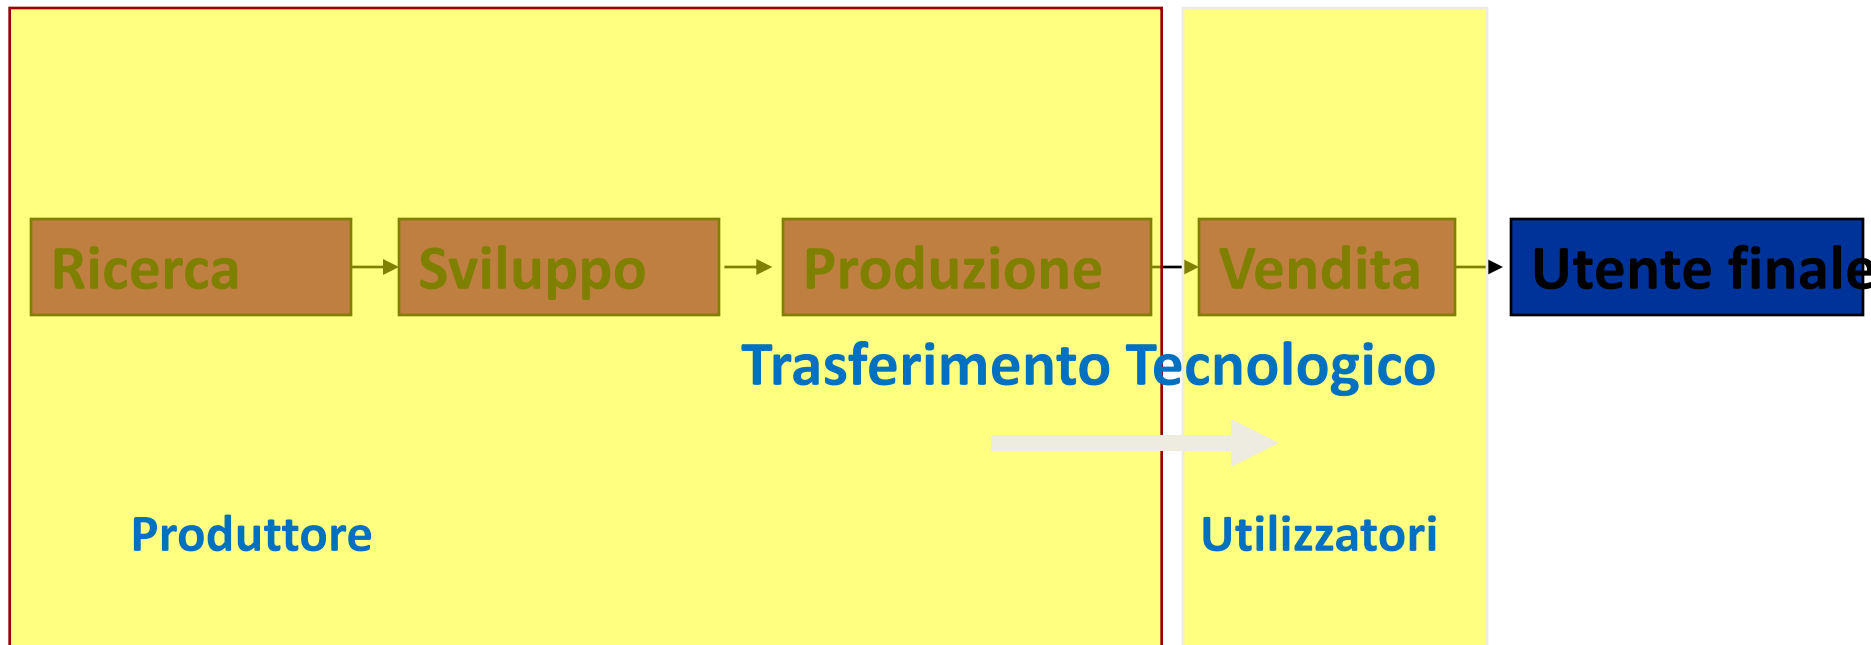 Ricerca
Sviluppo
Produzione
Vendita
Utente finale
Trasferimento Tecnologico
Produttore
Utilizzatori